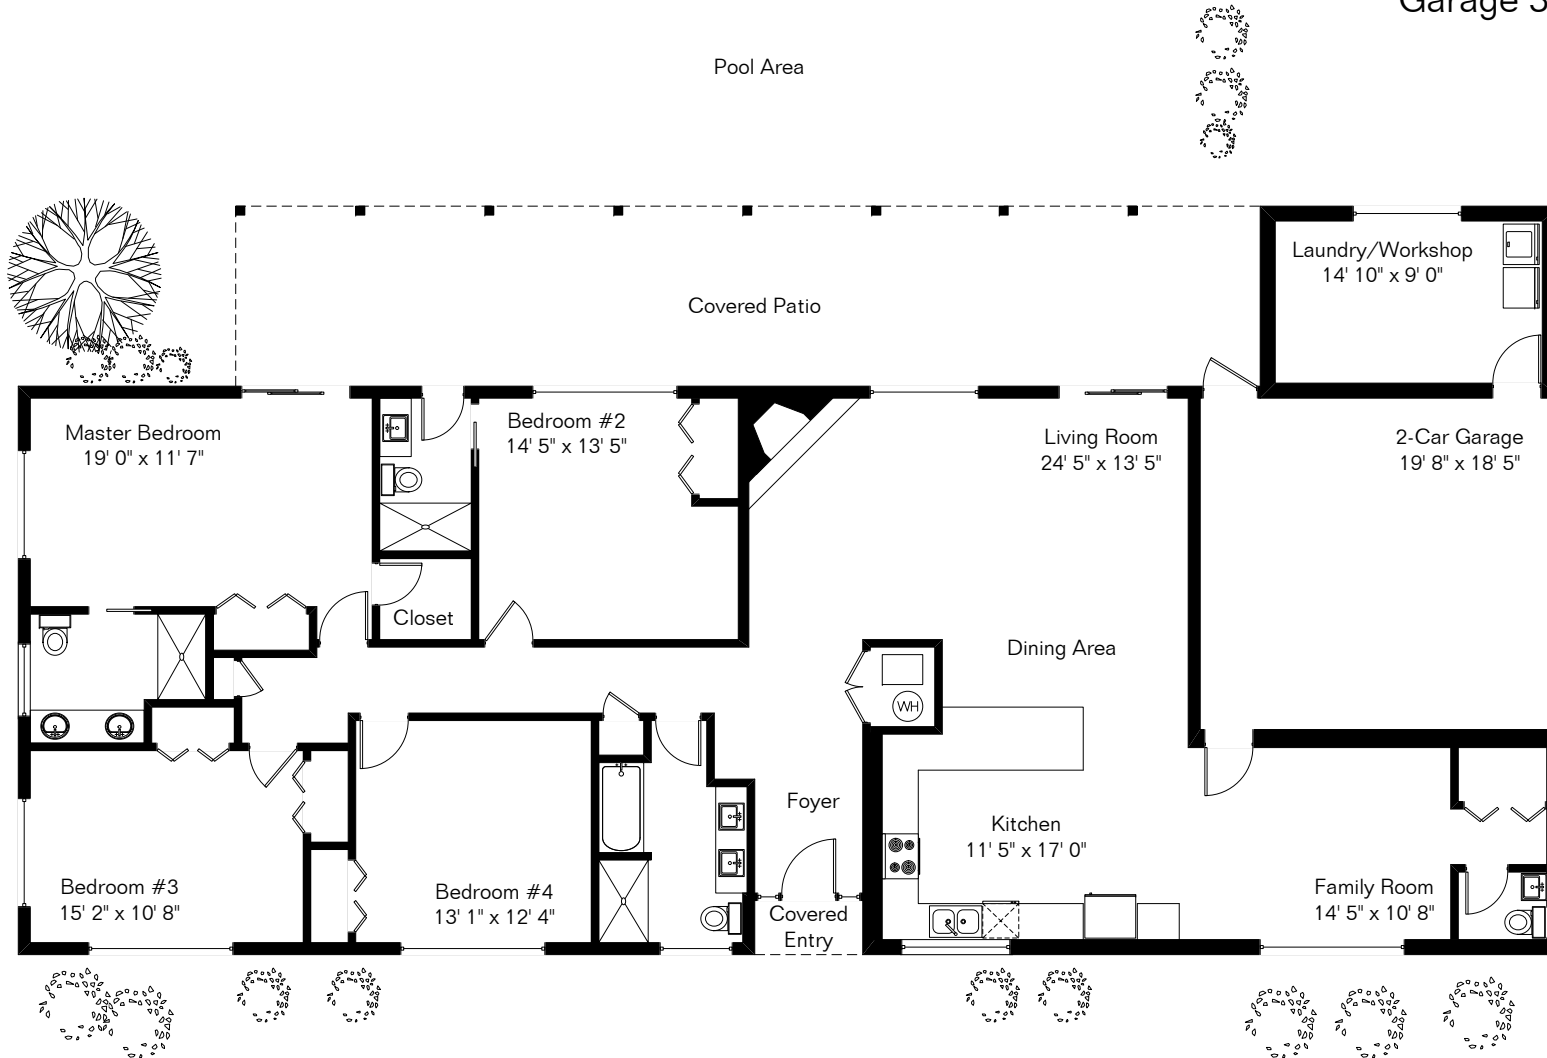 Garage
Pool Area
Laundry/Workshop
14' 10" x 9' 0"
Covered Patio
Master Bedroom
19' 0" x 11' 7"
Bedroom #2
14' 5" x 13' 5"
Living Room
24' 5" x 13' 5"
2-Car Garage
19' 8" x 18' 5"
Closet
Dining Area
WH
Foyer
Kitchen
11' 5" x 17' 0"
Bedroom #3
15' 2" x 10' 8"
Bedroom #4
13' 1" x 12' 4"
Covered
Entry
Family Room
14' 5" x 10' 8"